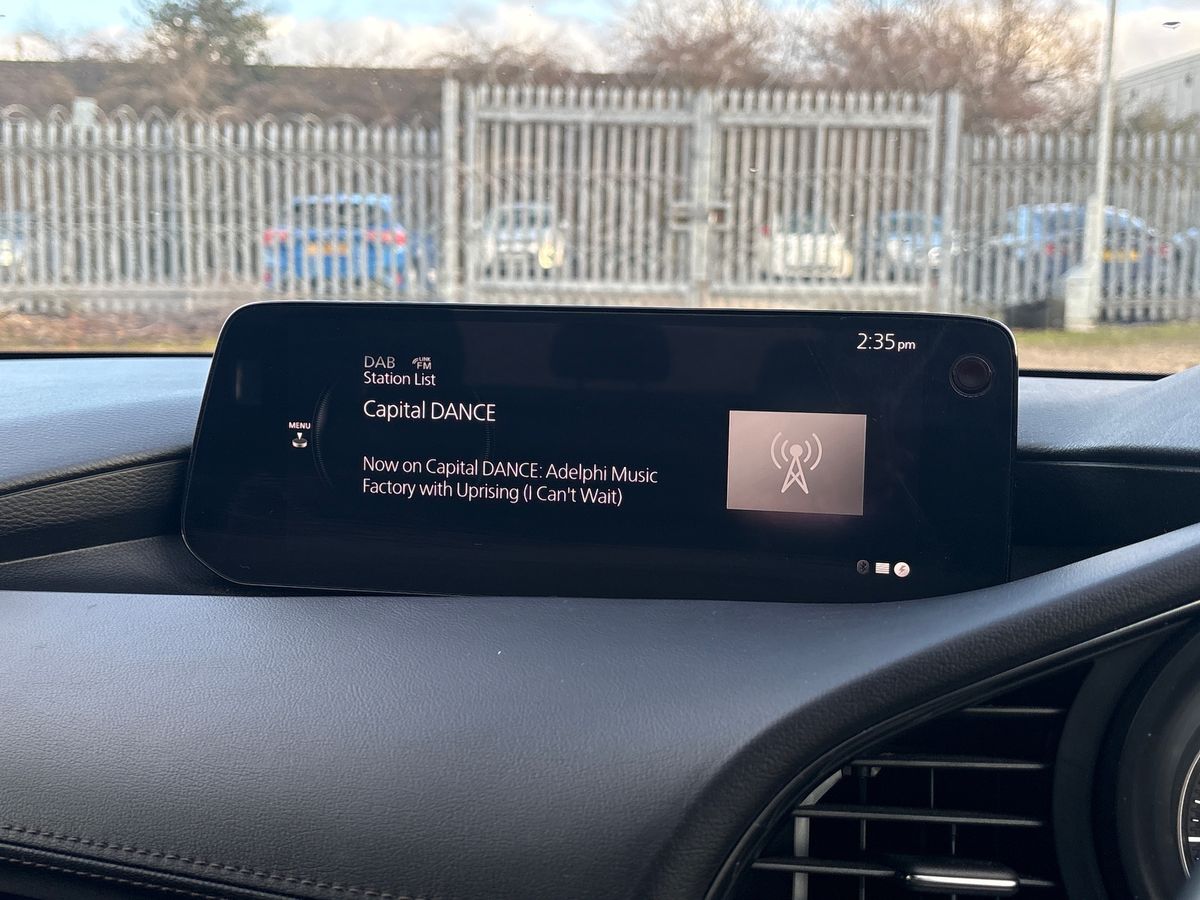 2:35 pm
DAB LINK FM
Station List
Capital DANCE
MENU
Now on Capital DANCE: Adelphi Music
Factory with Uprising (I Can't Wait)